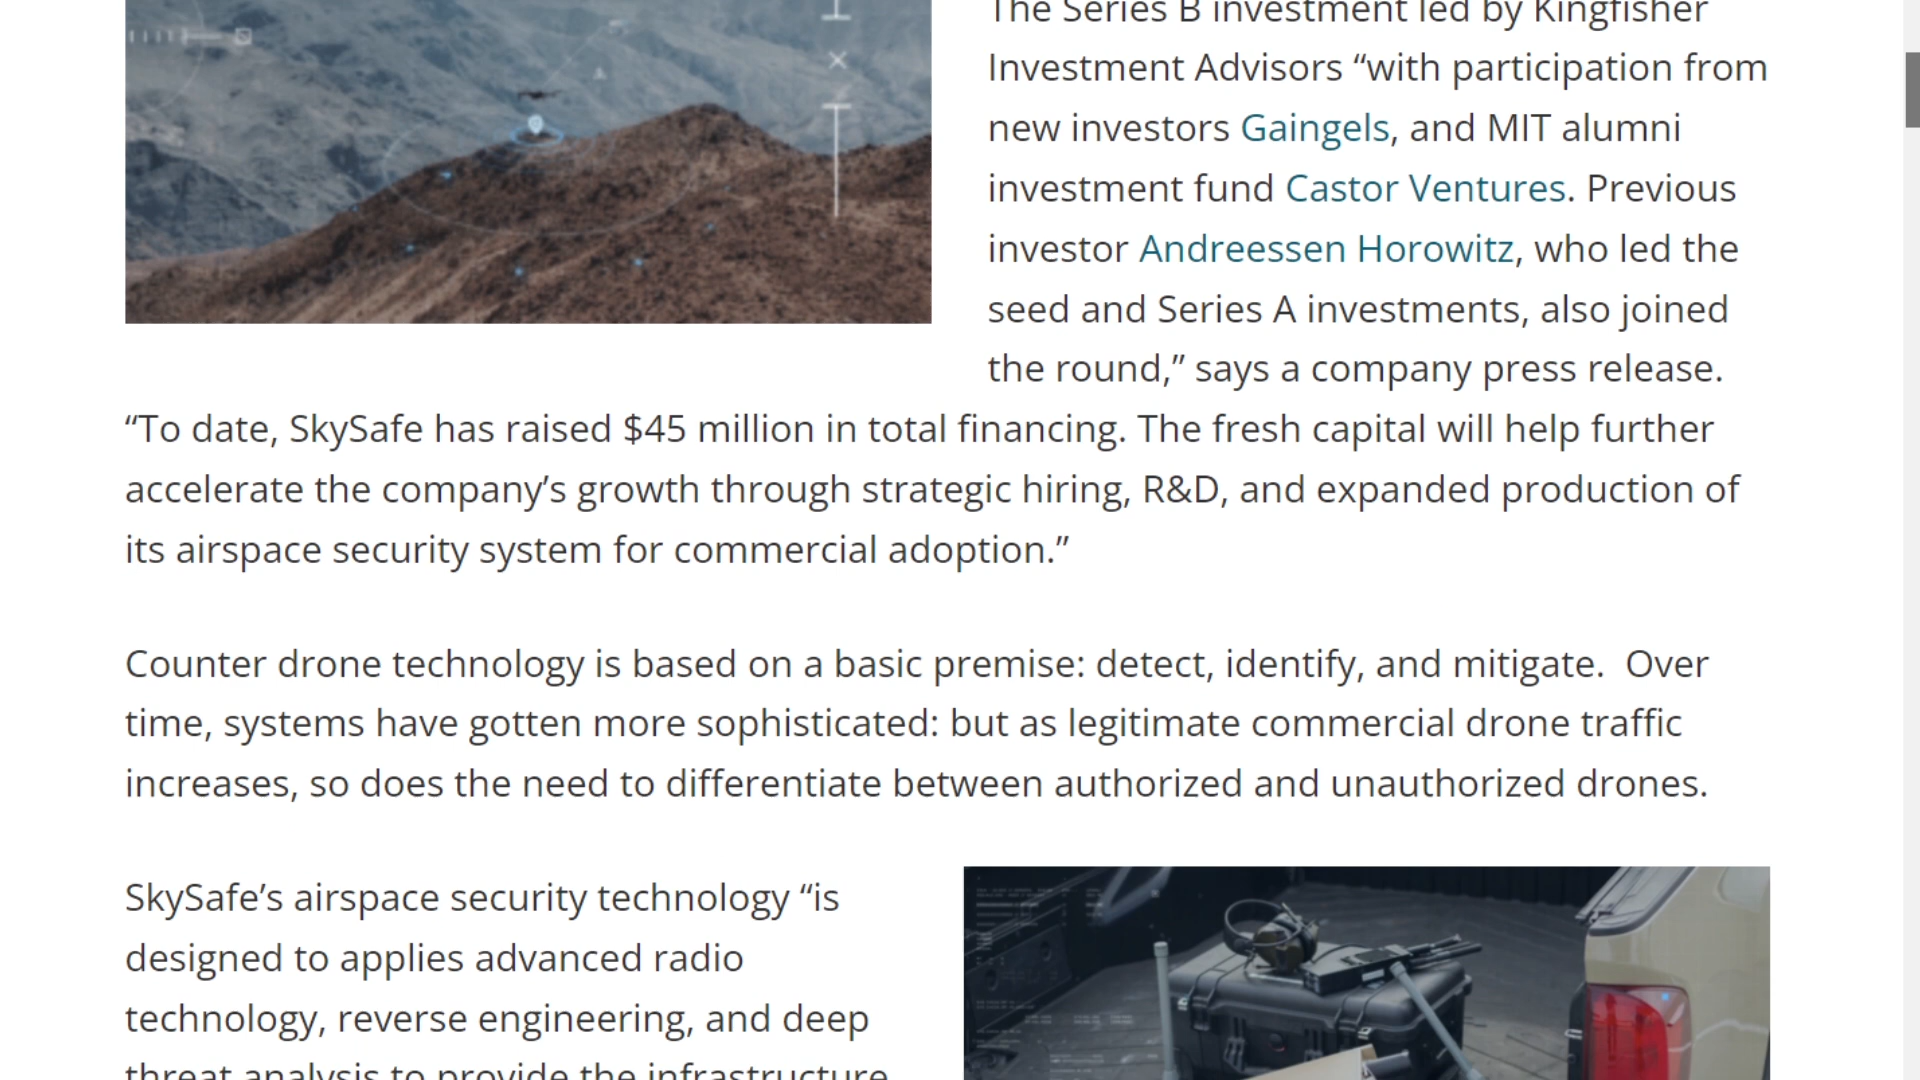 The Series B investment led by Kingfisher
Investment Advisors “with participation from
new investors Gaingels, and MIT alumni
investment fund Castor Ventures. Previous
investor Andreessen Horowitz, who led the
seed and Series A investments, also joined
the round,” says a company press release.
“To date, SkySafe has raised $45 million in total financing. The fresh capital will help further
accelerate the company’s growth through strategic hiring, R&D, and expanded production of
its airspace security system for commercial adoption.”
Counter drone technology is based on a basic premise: detect, identify, and mitigate.  Over
time, systems have gotten more sophisticated: but as legitimate commercial drone traffic
increases, so does the need to differentiate between authorized and unauthorized drones.
SkySafe’s airspace security technology “is
designed to applies advanced radio
technology, reverse engineering, and deep
threat analysis to provide the infrastructure